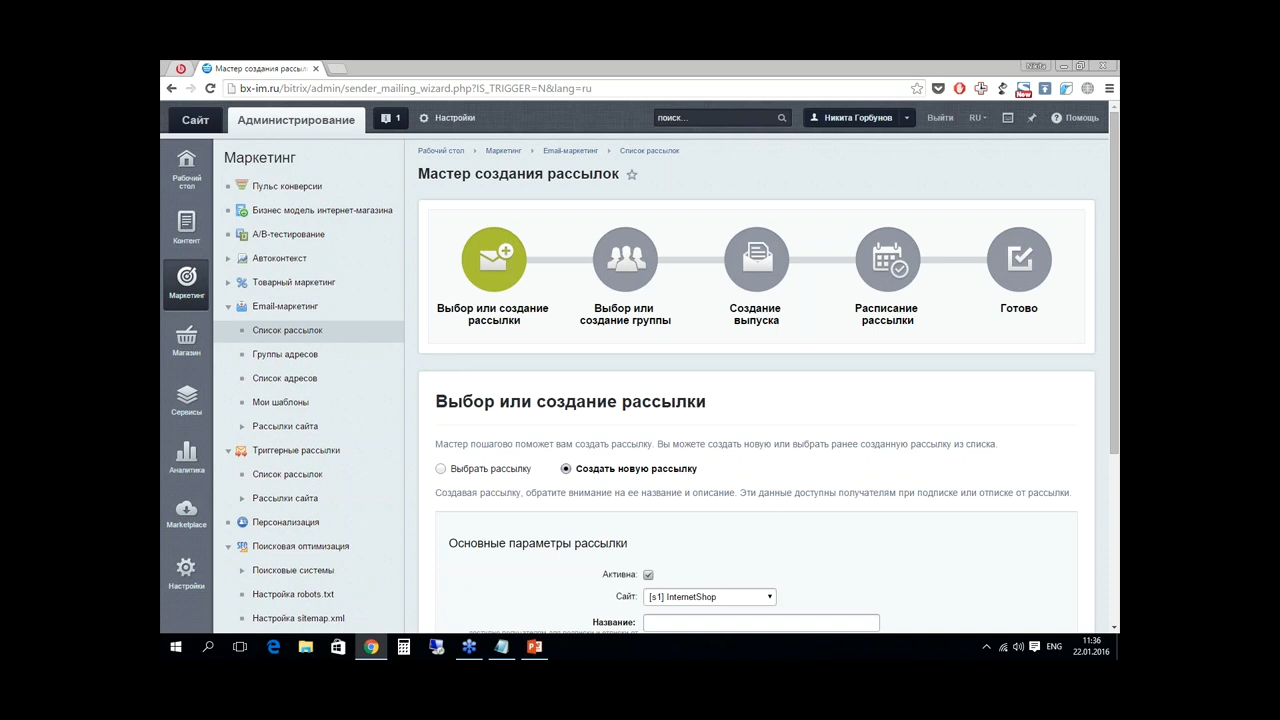 Мастер создания рассыл
Nikita
bx-im.ru/bitrix/admin/sender_mailing_wizard.php?IS_TRIGGER=N&lang=ru
New
Сайт
Администрирование
1
Настройки
поиск...
Никита Горбунов
Выйти
RU
Помощь
Рабочий стол
Контент
Маркетинг
Магазин
Сервисы
Аналитика
Marketplace
Настройки
Маркетинг
Пульс конверсии
Бизнес модель интернет-магазина
A/B-тестирование
Автоконтекст
Товарный маркетинг
Email-маркетинг
Список рассылок
Группы адресов
Список адресов
Мои шаблоны
Рассылки сайта
Триггерные рассылки
Список рассылок
Рассылки сайта
Персонализация
Поисковая оптимизация
Поисковые системы
Настройка robots.txt
Настройка sitemap.xml
Рабочий стол
Маркетинг
Email-маркетинг
Список рассылок
Мастер создания рассылок
Выбор или создание
рассылки
Выбор или
создание группы
Создание
выпуска
Расписание
рассылки
Готово
Выбор или создание рассылки
Мастер пошагово поможет вам создать рассылку. Вы можете создать новую или выбрать ранее созданную рассылку из списка.
Выбрать рассылку
Создать новую рассылку
Создавая рассылку, обратите внимание на ее название и описание. Эти данные доступны получателям при подписке или отписке от рассылки.
Основные параметры рассылки
Активна:
Сайт:
[s1] InternetShop
Название:
ENG
11:36
22.01.2016